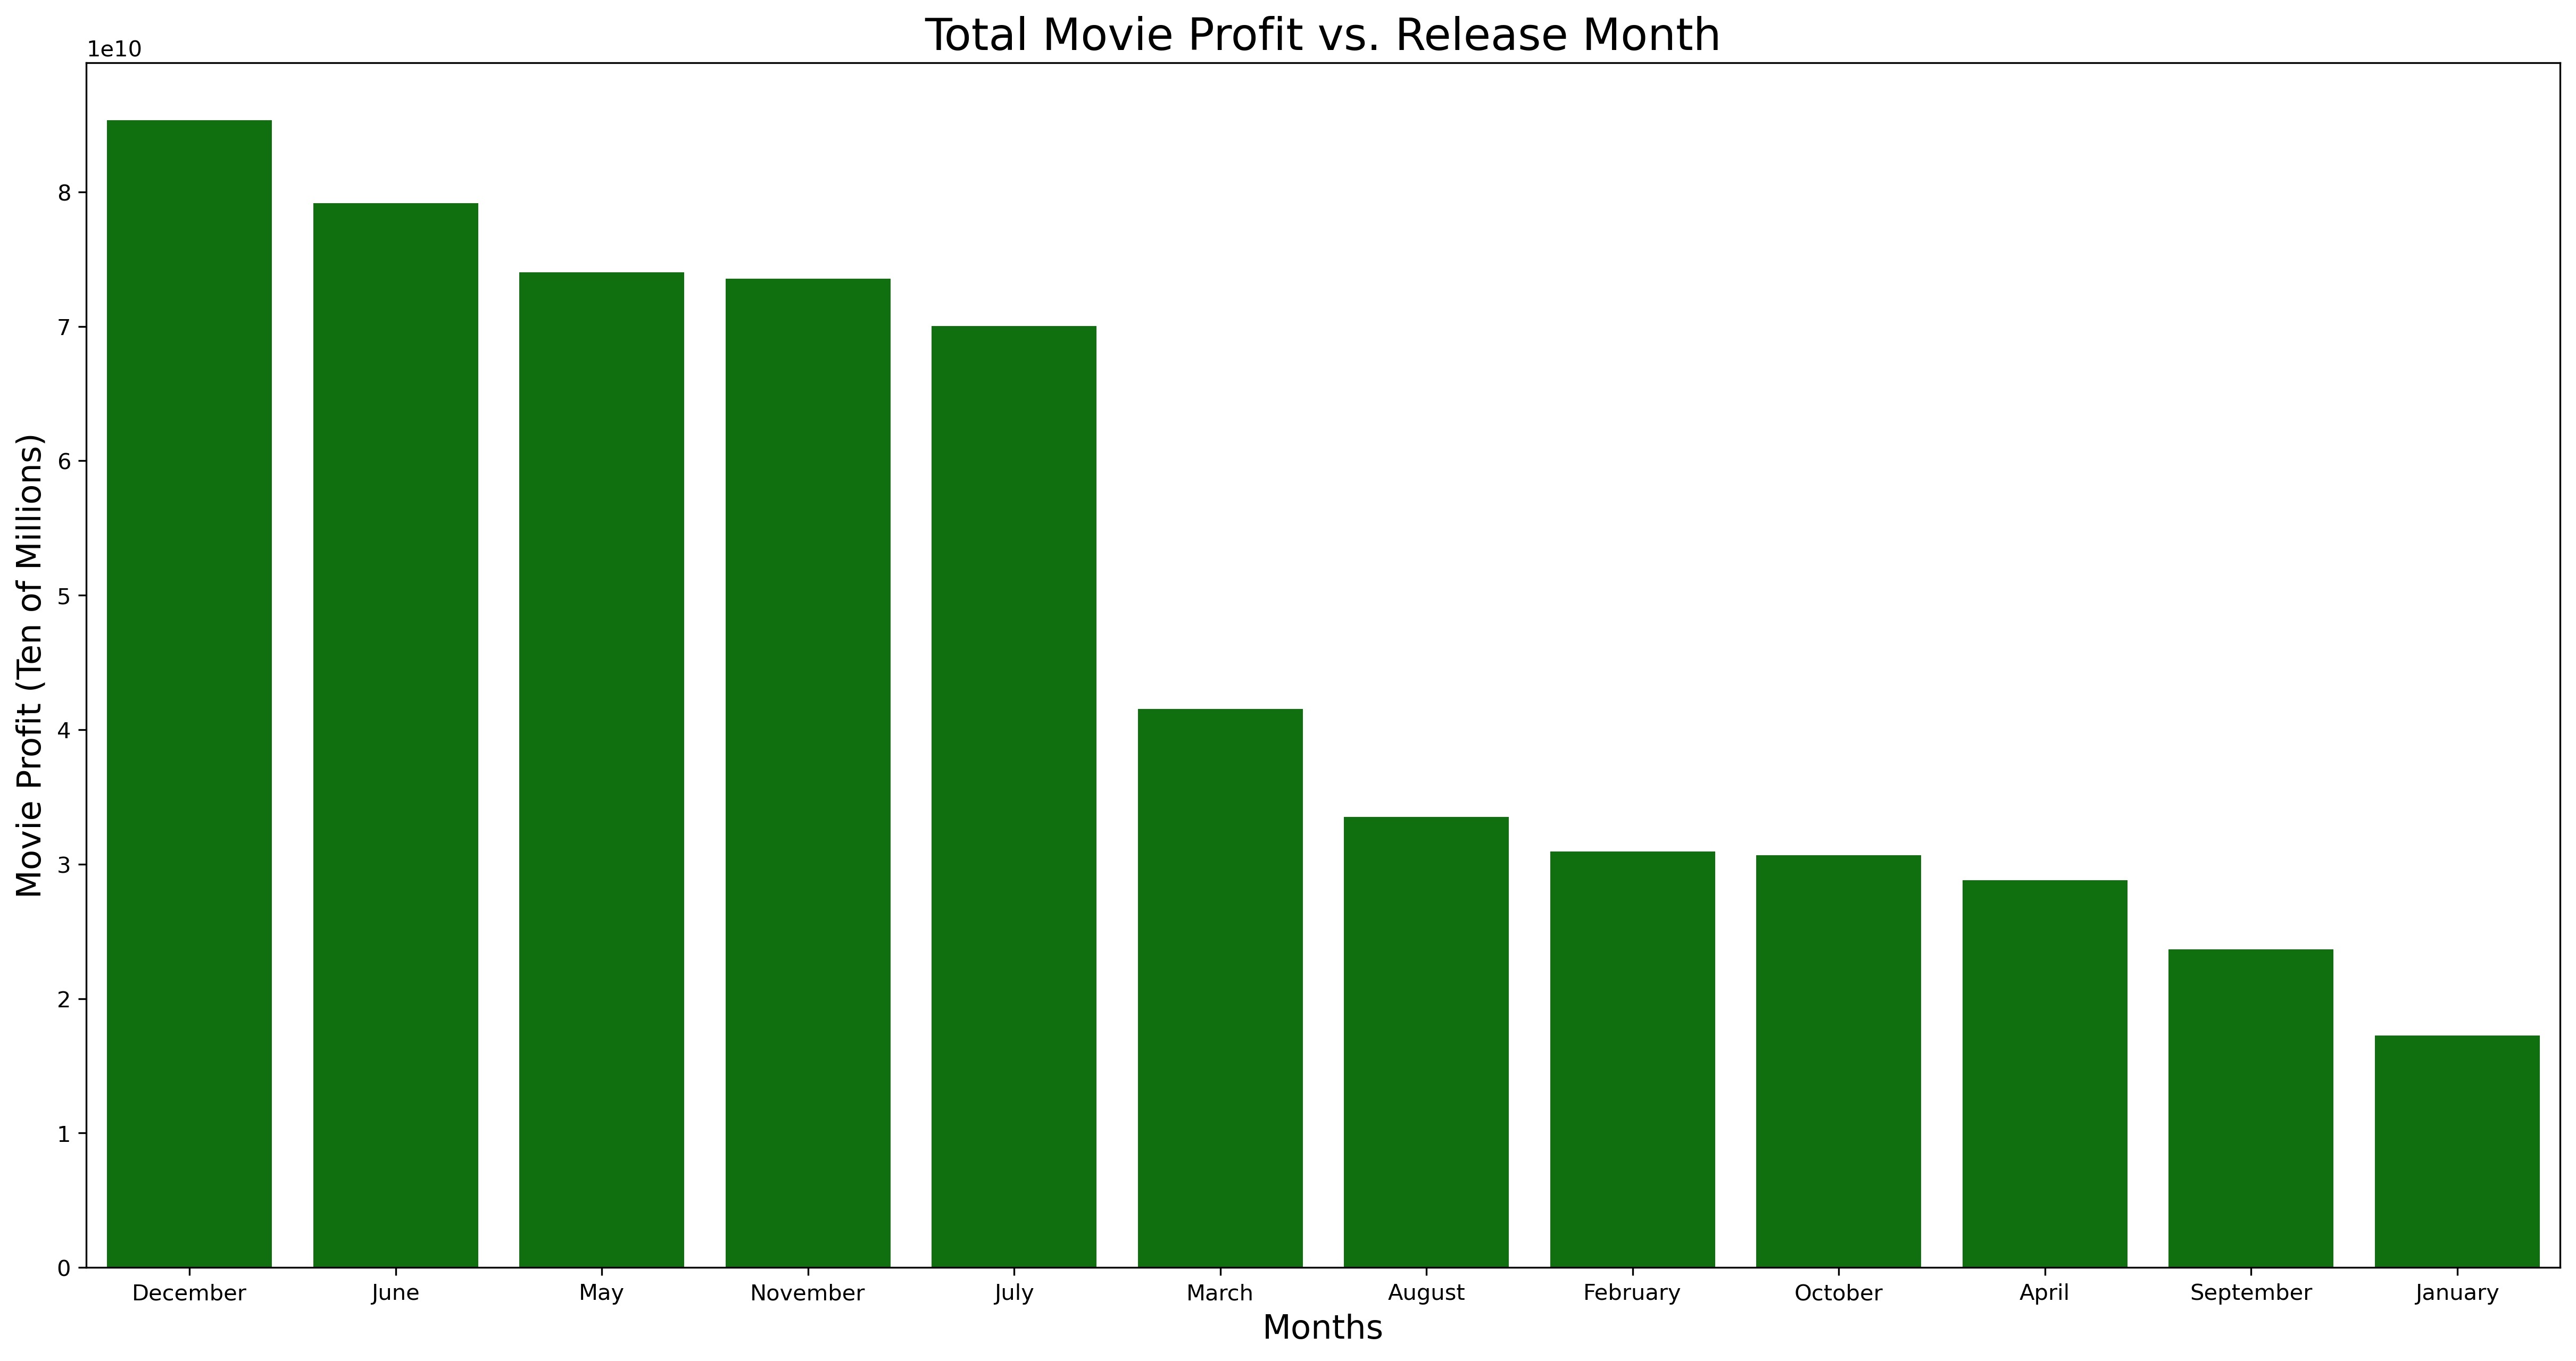 Total Movie Profit vs. Release Month
1e10
Movie Profit (Ten of Millions)
8
7
6
5
4
3
2
1
0
December June May November July March August February October April September January
Months